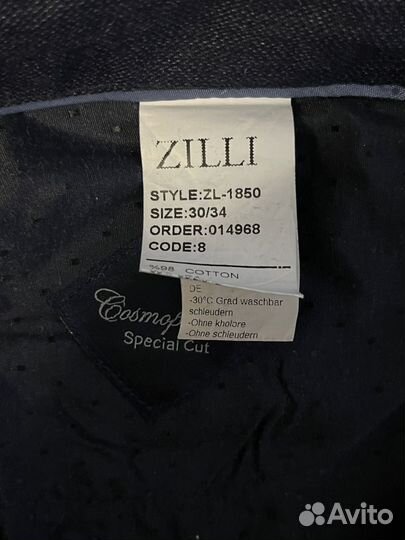 ZILLI
STYLE:ZL-1850
SIZE:30/34
ORDER:014968
CODE:8
%98 COTTON
DE
-30°C Grad waschbar
schleudern
-Ohne kholore
-Ohne schleudern
Special Cut
Avito